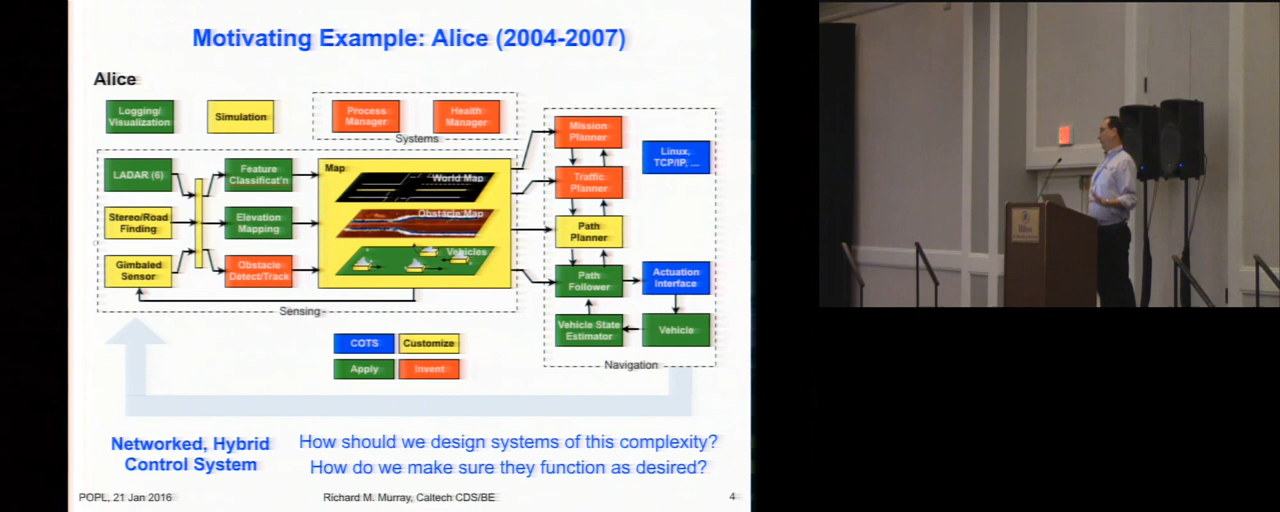 Motivating Example: Alice (2004-2007)
Alice
Logging/
Visualization
Simulation
Process
Manager
Health
Manager
Systems
Mission
Planner
Linux,
TCP/IP, ...
LADAR (6)
Feature
Classificat'n
Map
World Map
Traffic
Planner
Stereo/Road
Finding
Elevation
Mapping
Obstacle Map
Path
Planner
Gimbaled
Sensor
Obstacle
Detect/Track
Vehicles
Path
Follower
Actuation
Interface
Sensing
Vehicle State
Estimator
Vehicle
COTS
Customize
Apply
Invent
Navigation
Networked, Hybrid
Control System
How should we design systems of this complexity?
How do we make sure they function as desired?
POPL, 21 Jan 2016
Richard M. Murray, Caltech CDS/BE
4